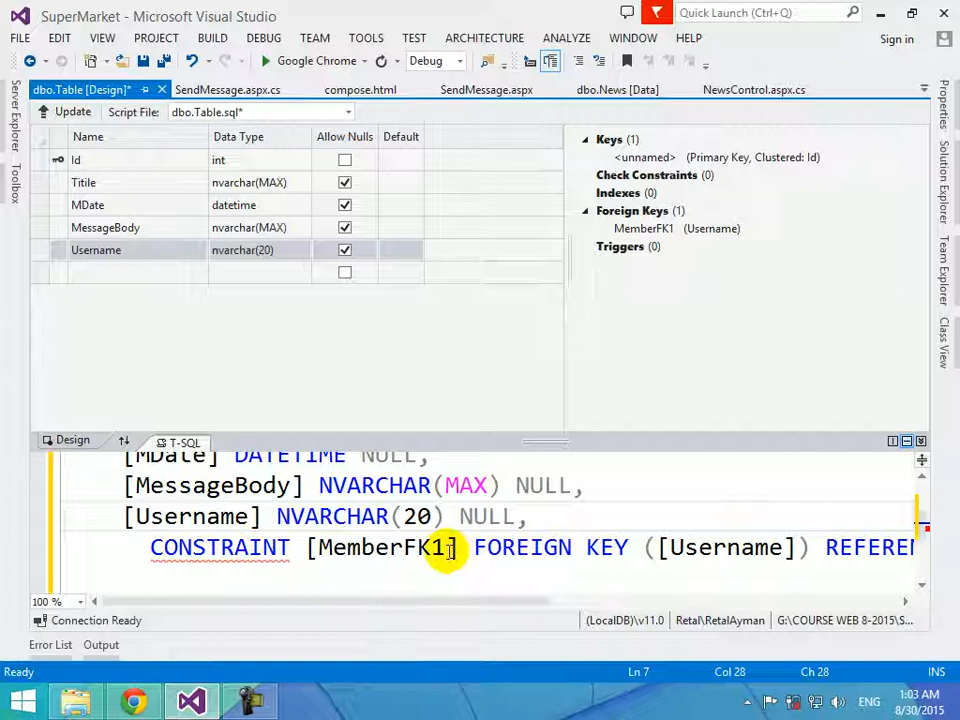 SuperMarket - Microsoft Visual Studio
Quick Launch (Ctrl+Q)
FILE EDIT VIEW PROJECT BUILD DEBUG TEAM TOOLS TEST ARCHITECTURE ANALYZE WINDOW HELP
Sign in
Google Chrome
Debug
dbo.Table [Design]*
SendMessage.aspx.cs
compose.html
SendMessage.aspx
dbo.News [Data]
NewsControl.aspx.cs
Update
Script File:
dbo.Table.sql*
Server Explorer
Toolbox
Name Data Type Allow Nulls Default
Id int
Titile nvarchar(MAX)
MDate datetime
MessageBody nvarchar(MAX)
Username nvarchar(20)
Keys (1)
<unnamed> (Primary Key, Clustered: Id)
Check Constraints (0)
Indexes (0)
Foreign Keys (1)
MemberFK1 (Username)
Triggers (0)
Properties
Solution Explorer
Team Explorer
Class View
Design
T-SQL
[MDate] DATETIME NULL,
[MessageBody] NVARCHAR(MAX) NULL,
[Username] NVARCHAR(20) NULL,
CONSTRAINT [MemberFK1] FOREIGN KEY ([Username]) REFEREN
100 %
Connection Ready
(LocalDB)\v11.0
Retal\RetalAyman
G:\COURSE WEB 8-2015\S...
Error List
Output
Ready
Ln 7
Col 28
Ch 28
INS
ENG
1:03 AM
8/30/2015